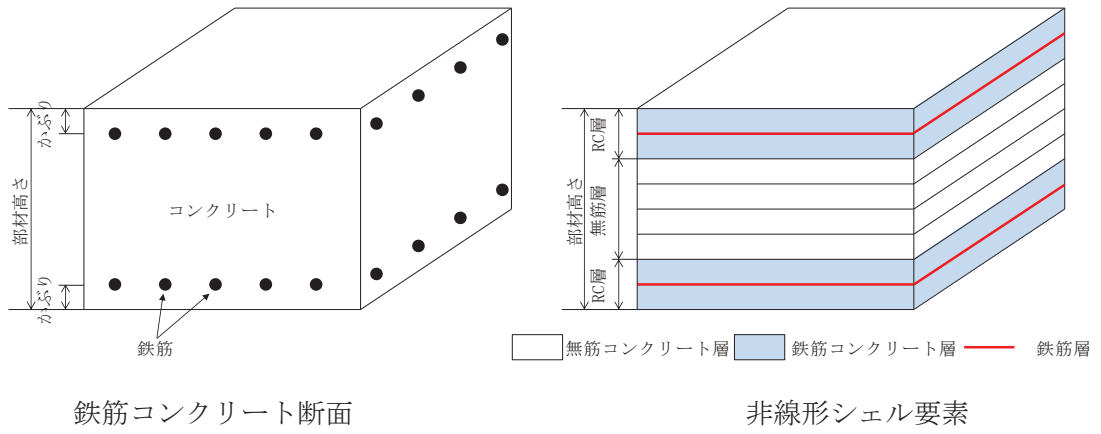 かぶり
部材高さ
コンクリート
かぶり
鉄筋
鉄筋コンクリート断面
RC層
部材高さ
無筋層
RC層
無筋コンクリート層
鉄筋コンクリート層
鉄筋層
非線形シェル要素